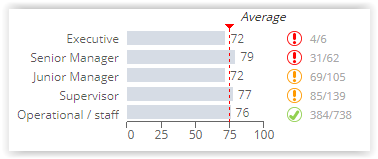 Average
Executive 72 4/6
Senior Manager 79 31/62
Junior Manager 72 69/105
Supervisor 77 85/139
Operational / staff 76 384/738
0 25 50 75 100